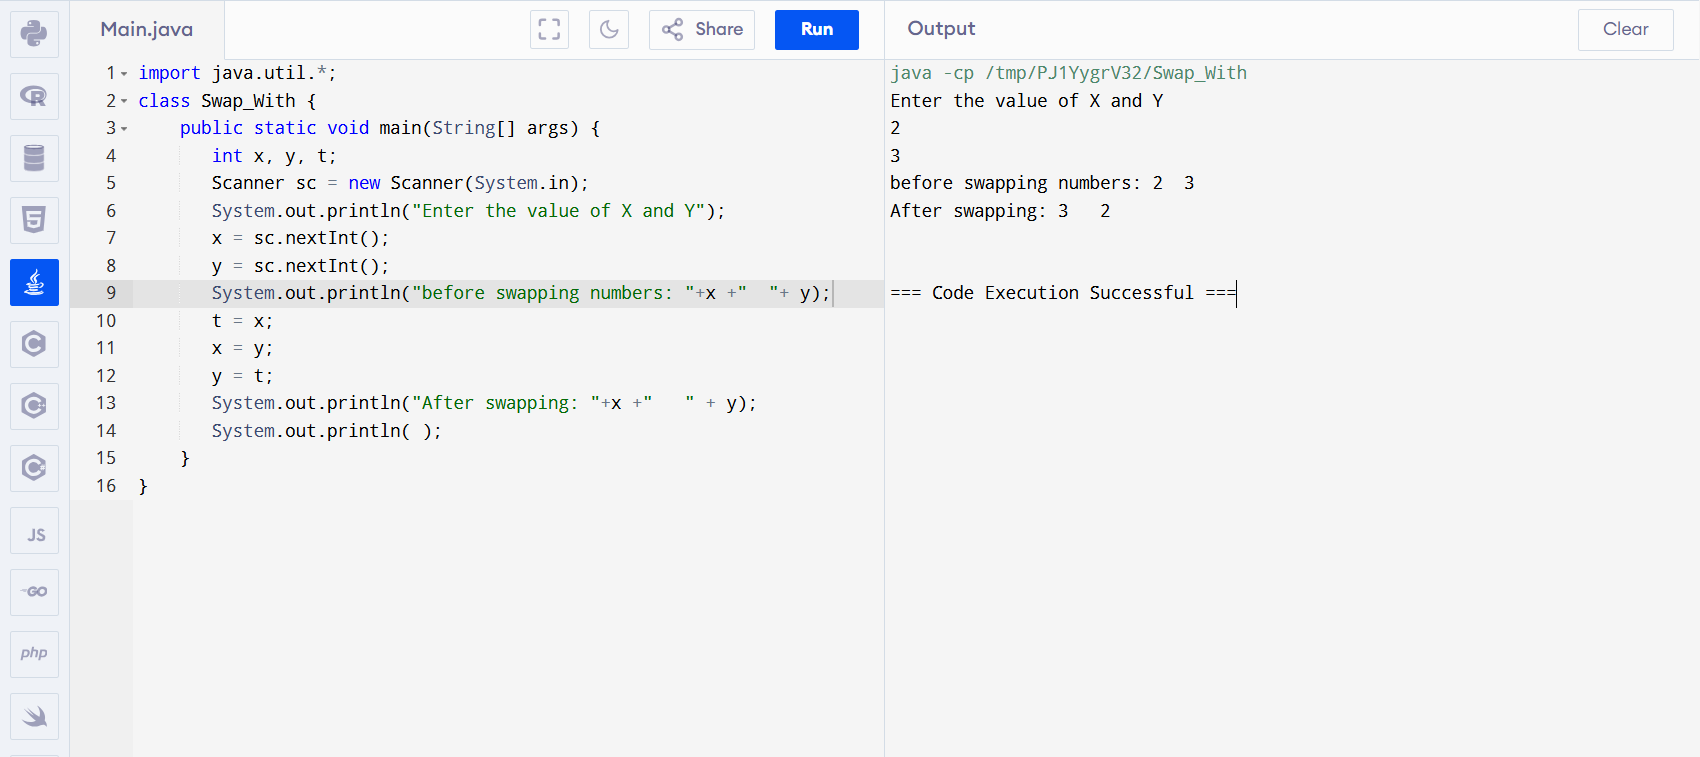 Main.java
Share
Run
Output
Clear
1 import java.util.*;
2 class Swap_With {
3     public static void main(String[] args) {
4        int x, y, t;
5        Scanner sc = new Scanner(System.in);
6        System.out.println("Enter the value of X and Y");
7        x = sc.nextInt();
8        y = sc.nextInt();
9        System.out.println("before swapping numbers: "+x +"  "+ y);
10        t = x;
11        x = y;
12        y = t;
13        System.out.println("After swapping: "+x +"   " + y);
14        System.out.println( );
15     }
16 }
java -cp /tmp/PJ1YygrV32/Swap_With
Enter the value of X and Y
2
3
before swapping numbers: 2  3
After swapping: 3   2
=== Code Execution Successful ===
R
5
C
C+
C#
JS
GO
php